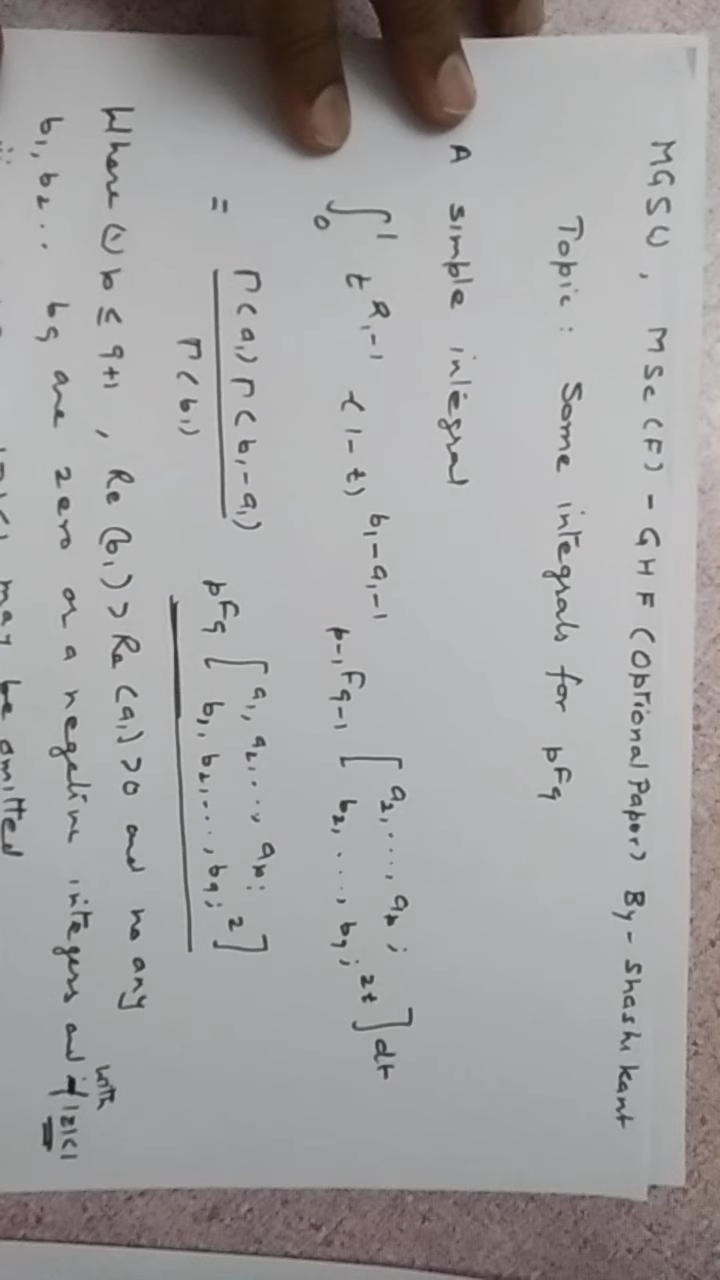 MGSU, MSc (F) - GHF (Optional Paper) By - Shashi Kant
Topic: Some integrals for pFq
A simple integral
∫₀¹ t^(a₁-1) (1-t)^(b₁-a₁-1) p-1Fq-1 [a₂, ..., ap; b₂, ..., bq; zt] dt
= Γ(a₁) Γ(b₁-a₁) / Γ(b₁) pFq [a₁, a₂, ..., ap; b₁, b₂, ..., bq; z]
Where (i) p ≤ q+1, Re(b₁) > Re(a₁) > 0 and no any
b₁, b₂.. bq are zero or a negative integers and if with |z|<1
may be omitted